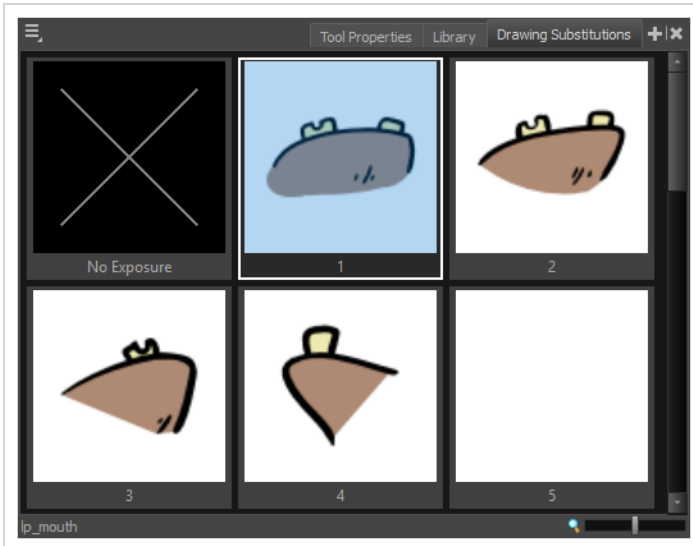 Tool Properties Library Drawing Substitutions
No Exposure 1 2
3 4 5
lp_mouth